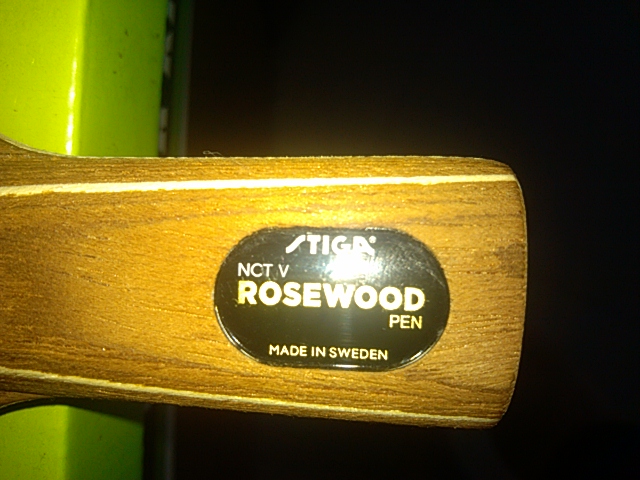 STIGA®
NCT V
ROSEWOOD
PEN
MADE IN SWEDEN